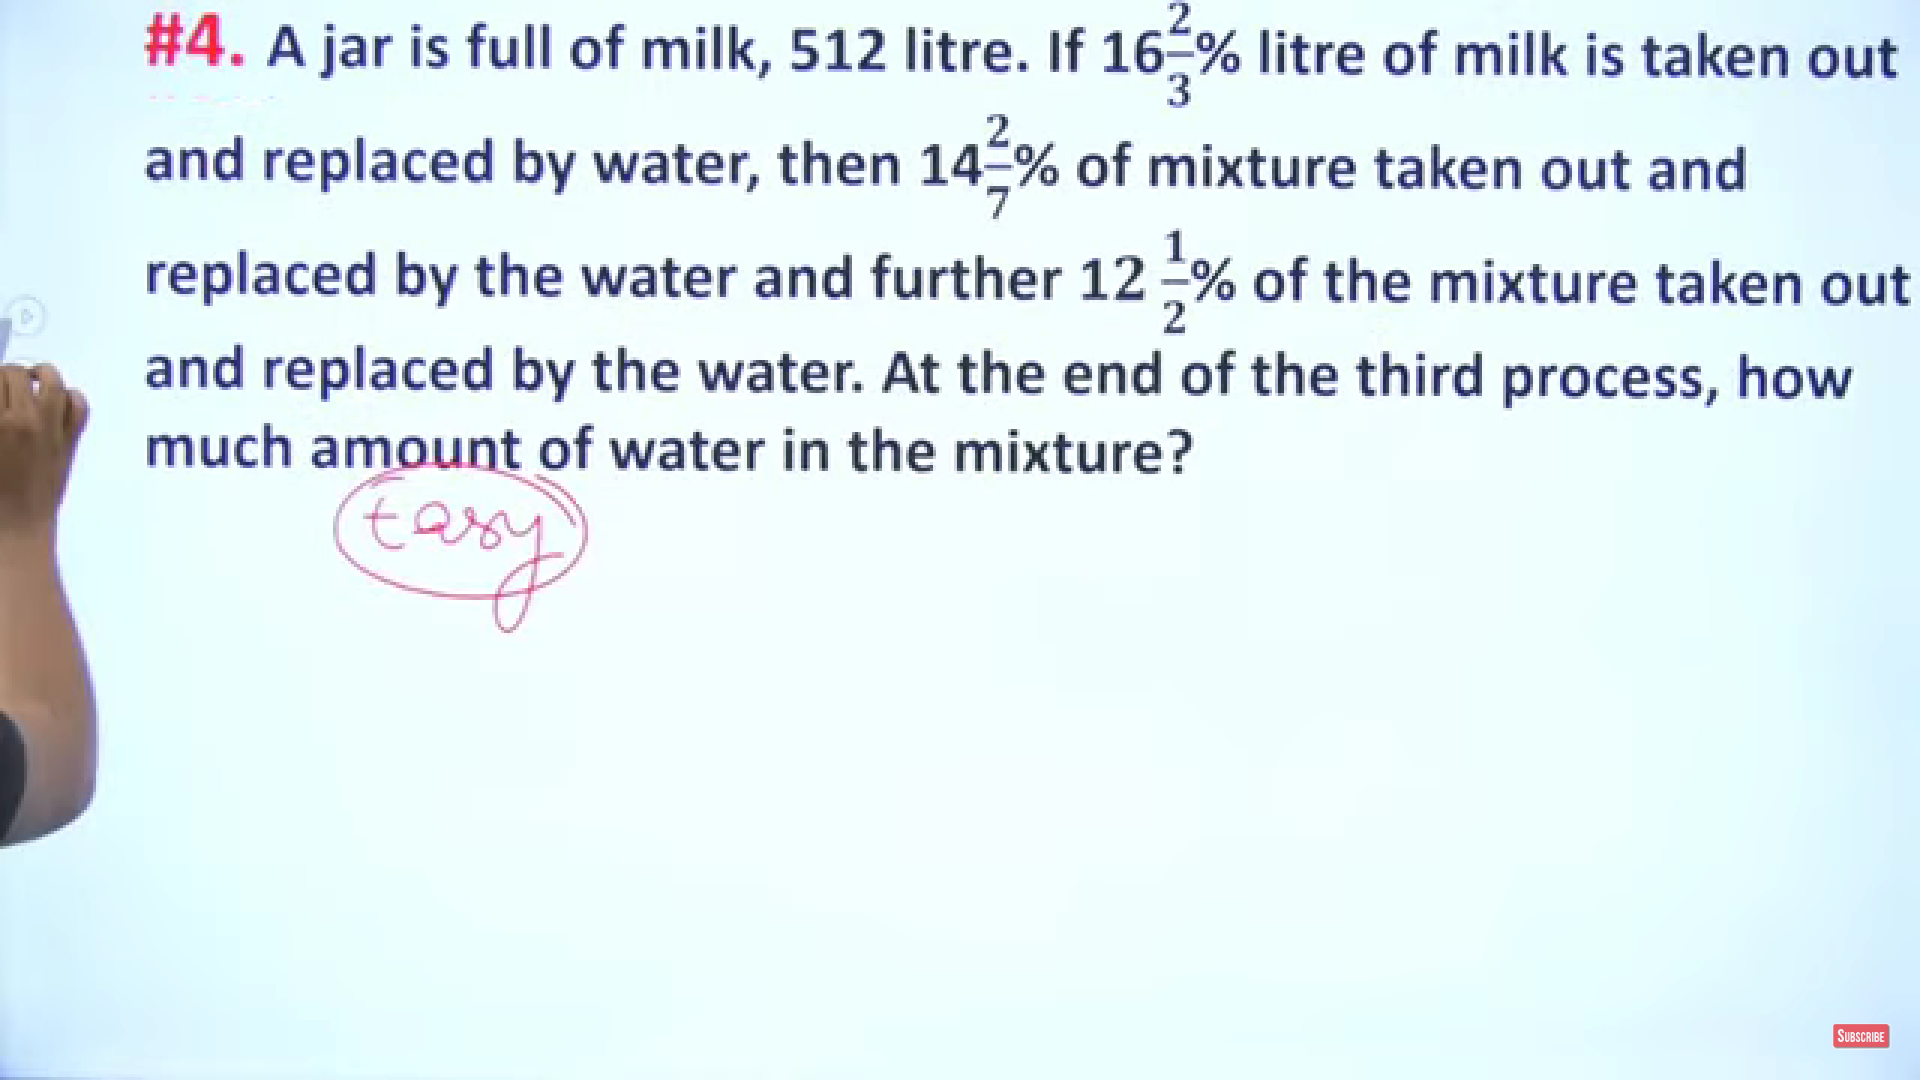 #4. A jar is full of milk, 512 litre. If 16 2/3% litre of milk is taken out
and replaced by water, then 14 2/7% of mixture taken out and
replaced by the water and further 12 1/2% of the mixture taken out
and replaced by the water. At the end of the third process, how
much amount of water in the mixture?
Easy
SUBSCRIBE